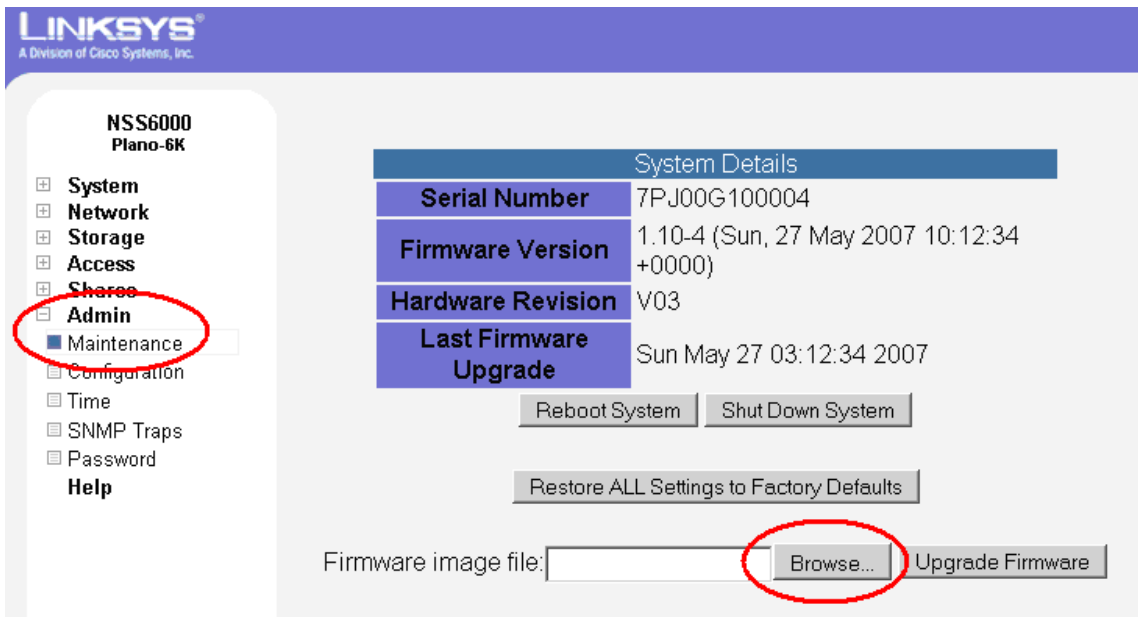 LINKSYS®
A Division of Cisco Systems, Inc.
NSS6000
Plano-6K
System
Network
Storage
Access
Shares
Admin
Maintenance
Configuration
Time
SNMP Traps
Password
Help
System Details
Serial Number 7PJ00G100004
Firmware Version 1.10-4 (Sun, 27 May 2007 10:12:34
+0000)
Hardware Revision V03
Last Firmware
Upgrade Sun May 27 03:12:34 2007
Reboot System Shut Down System
Restore ALL Settings to Factory Defaults
Firmware image file: Browse... Upgrade Firmware